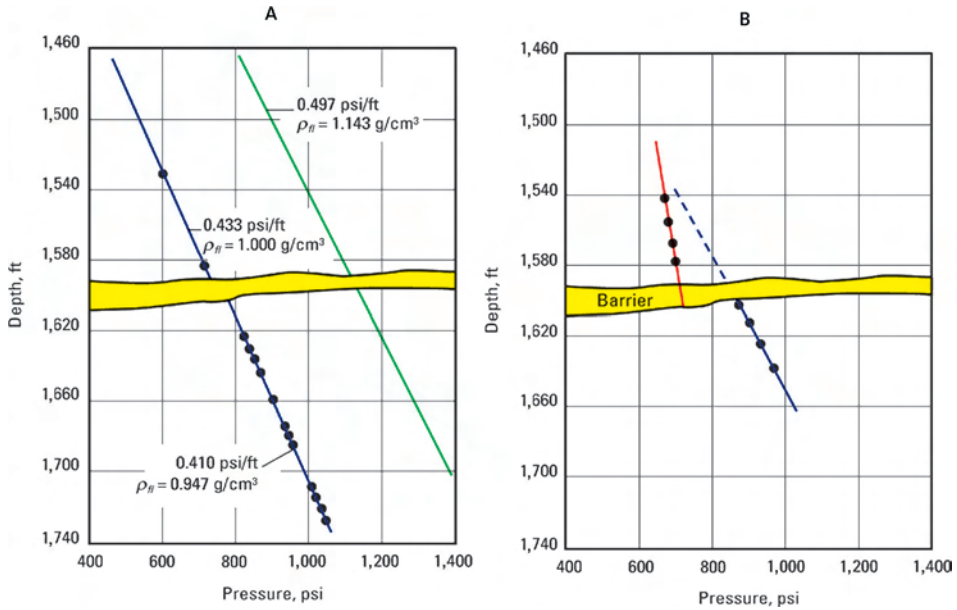 A
1,460
1,500
1,540
1,580
1,620
1,660
1,700
1,740
Depth, ft
0.497 psi/ft
ρfl = 1.143 g/cm³
0.433 psi/ft
ρfl = 1.000 g/cm³
0.410 psi/ft
ρfl = 0.947 g/cm³
400 600 800 1,000 1,200 1,400
Pressure, psi
B
1,460
1,500
1,540
1,580
1,620
1,660
1,700
1,740
Depth, ft
Barrier
400 600 800 1,000 1,200 1,400
Pressure, psi